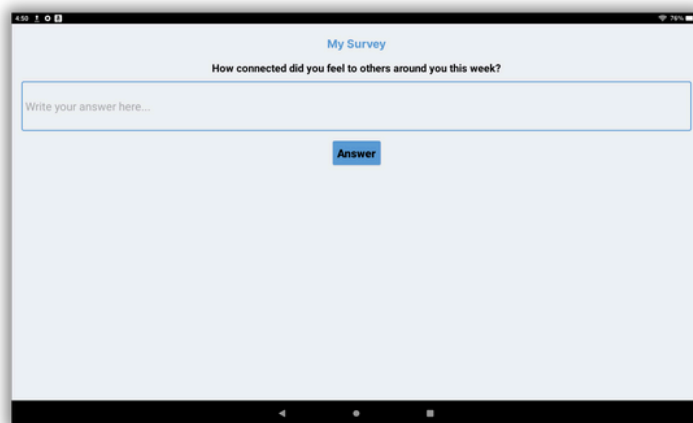 4:50 76%
My Survey
How connected did you feel to others around you this week?
Write your answer here...
Answer